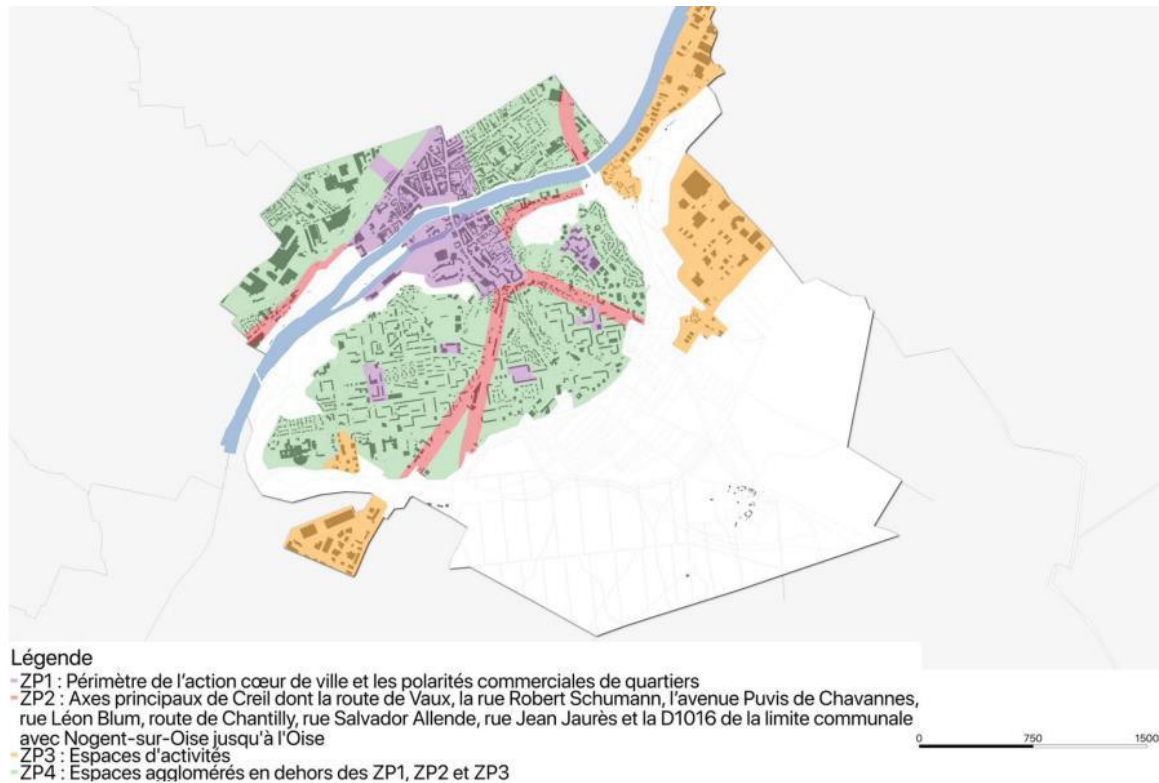 Légende
ZP1 : Périmètre de l'action cœur de ville et les polarités commerciales de quartiers
ZP2 : Axes principaux de Creil dont la route de Vaux, la rue Robert Schumann, l'avenue Puvis de Chavannes,
rue Léon Blum, route de Chantilly, rue Salvador Allende, rue Jean Jaurès et la D1016 de la limite communale
avec Nogent-sur-Oise jusqu'à l'Oise
ZP3 : Espaces d'activités
ZP4 : Espaces agglomérés en dehors des ZP1, ZP2 et ZP3
0 750 1500